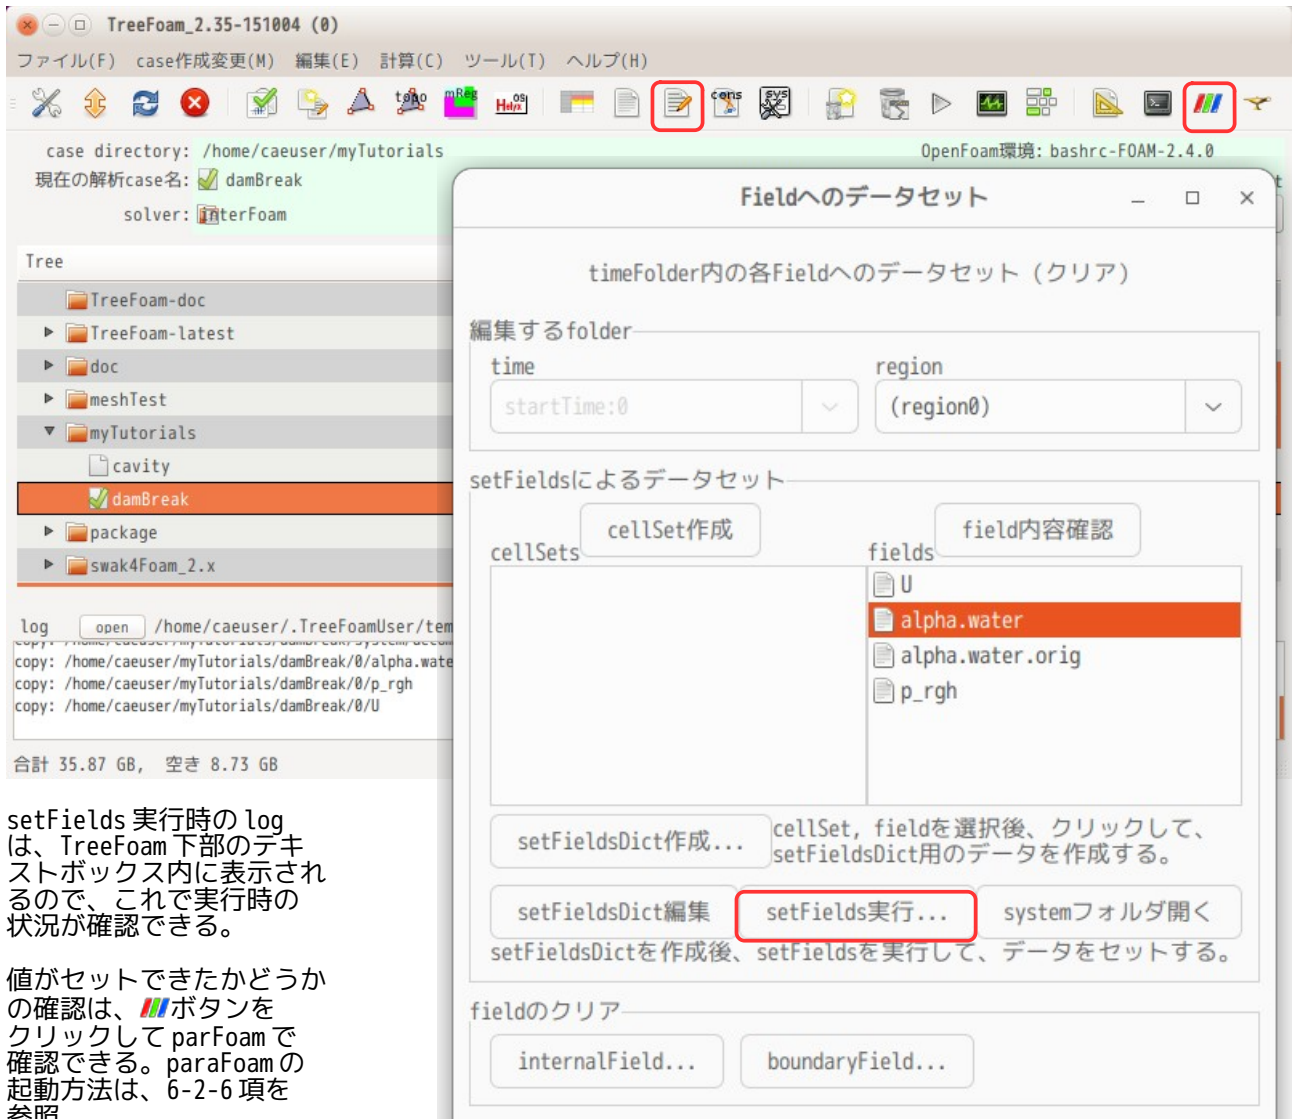 TreeFoam_2.35-151004 (0)
ファイル(F) case作成変更(M) 編集(E) 計算(C) ツール(T) ヘルプ(H)
topo mReg Help OSI cons SYS
case directory: /home/caeuser/myTutorials
OpenFoam環境: bashrc-FOAM-2.4.0
現在の解析case名: damBreak
solver: interFoam
Tree
TreeFoam-doc
TreeFoam-latest
doc
meshTest
myTutorials
cavity
damBreak
package
swak4Foam_2.x
log open /home/caeuser/.TreeFoamUser/tem
copy: /home/caeuser/myTutorials/damBreak/0/alpha.wate
copy: /home/caeuser/myTutorials/damBreak/0/p_rgh
copy: /home/caeuser/myTutorials/damBreak/0/U
合計 35.87 GB, 空き 8.73 GB
Fieldへのデータセット
timeFolder内の各Fieldへのデータセット (クリア)
編集するfolder
time region
startTime:0 (region0)
setFieldsによるデータセット
cellSet作成 field内容確認
cellSets fields
U
alpha.water
alpha.water.orig
p_rgh
setFieldsDict作成...
cellSet, fieldを選択後、クリックして、
setFieldsDict用のデータを作成する。
setFieldsDict編集 setFields実行... systemフォルダ開く
setFieldsDictを作成後、setFieldsを実行して、データをセットする。
fieldのクリア
internalField... boundaryField...
setFields 実行時の log
は、TreeFoam 下部のテキ
ストボックス内に表示され
るので、これで実行時の
状況が確認できる。
値がセットできたかどうか
の確認は、ボタンを
クリックして parFoam で
確認できる。paraFoam の
起動方法は、6-2-6 項を
参照